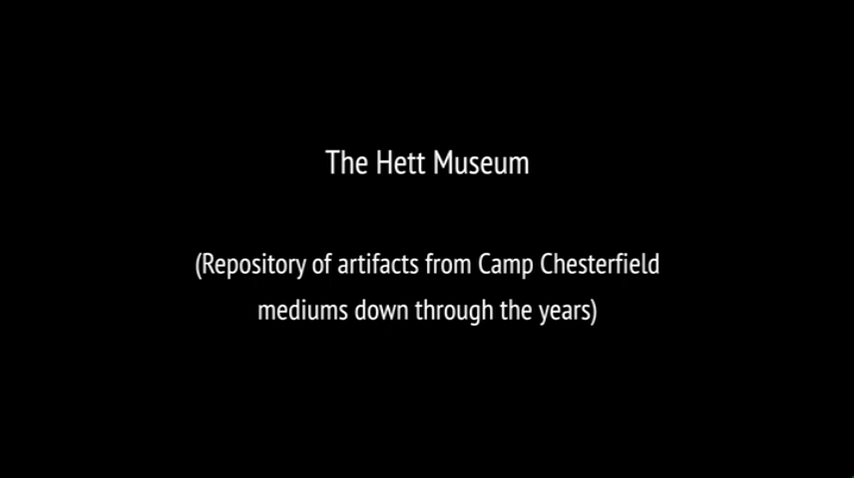 The Hett Museum
(Repository of artifacts from Camp Chesterfield
mediums down through the years)